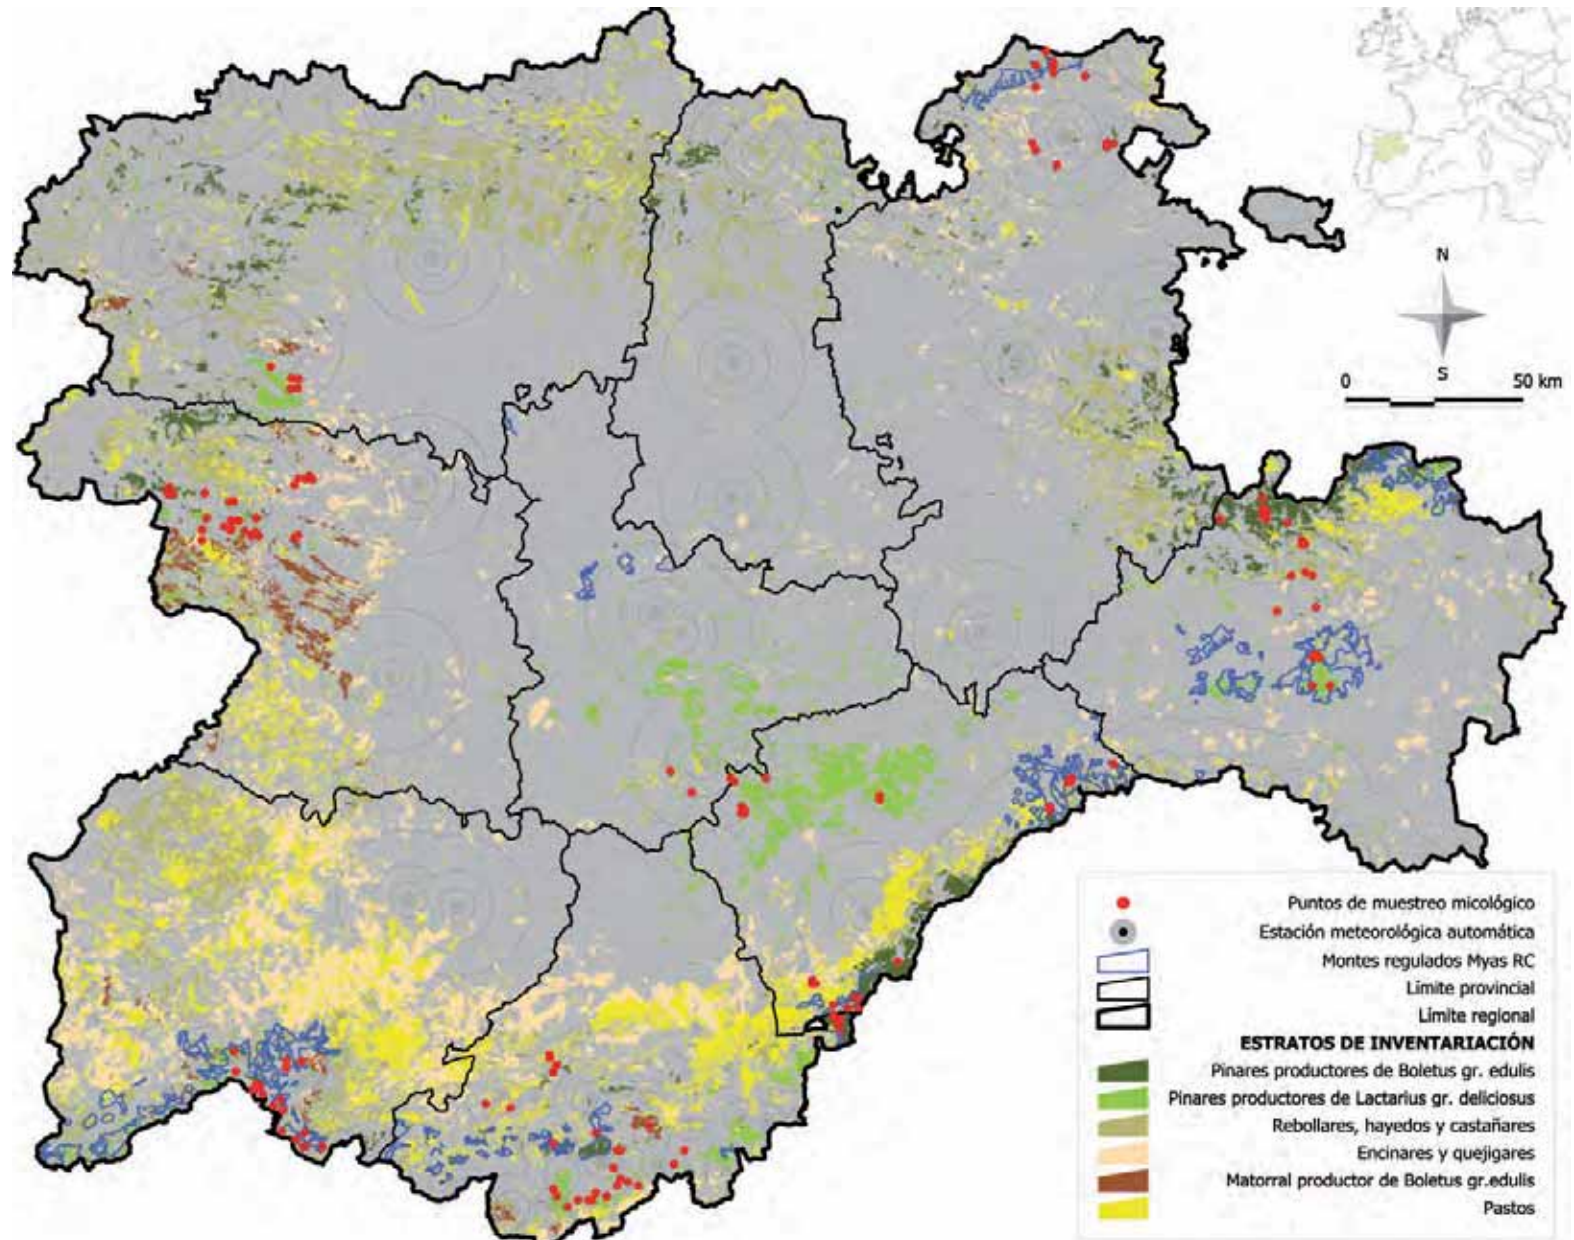 N
S
0 50 km
Puntos de muestreo micológico
Estación meteorológica automática
Montes regulados Myas RC
Límite provincial
Límite regional
ESTRATOS DE INVENTARIACIÓN
Pinares productores de Boletus gr. edulis
Pinares productores de Lactarius gr. deliciosus
Rebollares, hayedos y castañares
Encinares y quejigares
Matorral productor de Boletus gr.edulis
Pastos